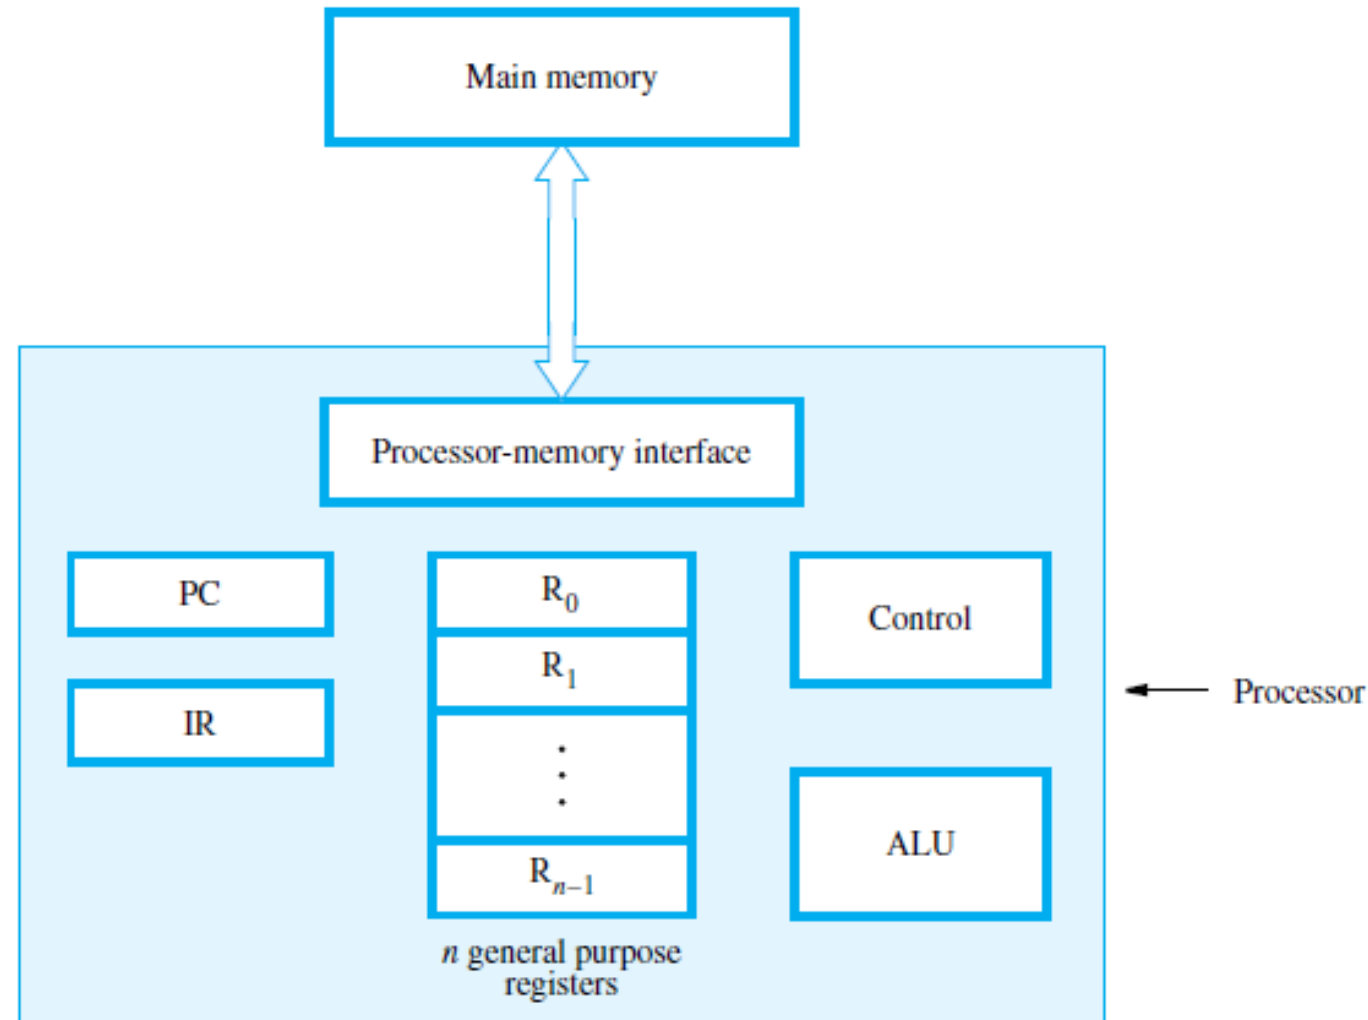 Main memory
Processor-memory interface
PC
IR
R0
R1
Rn–1
n general purpose
registers
Control
ALU
Processor